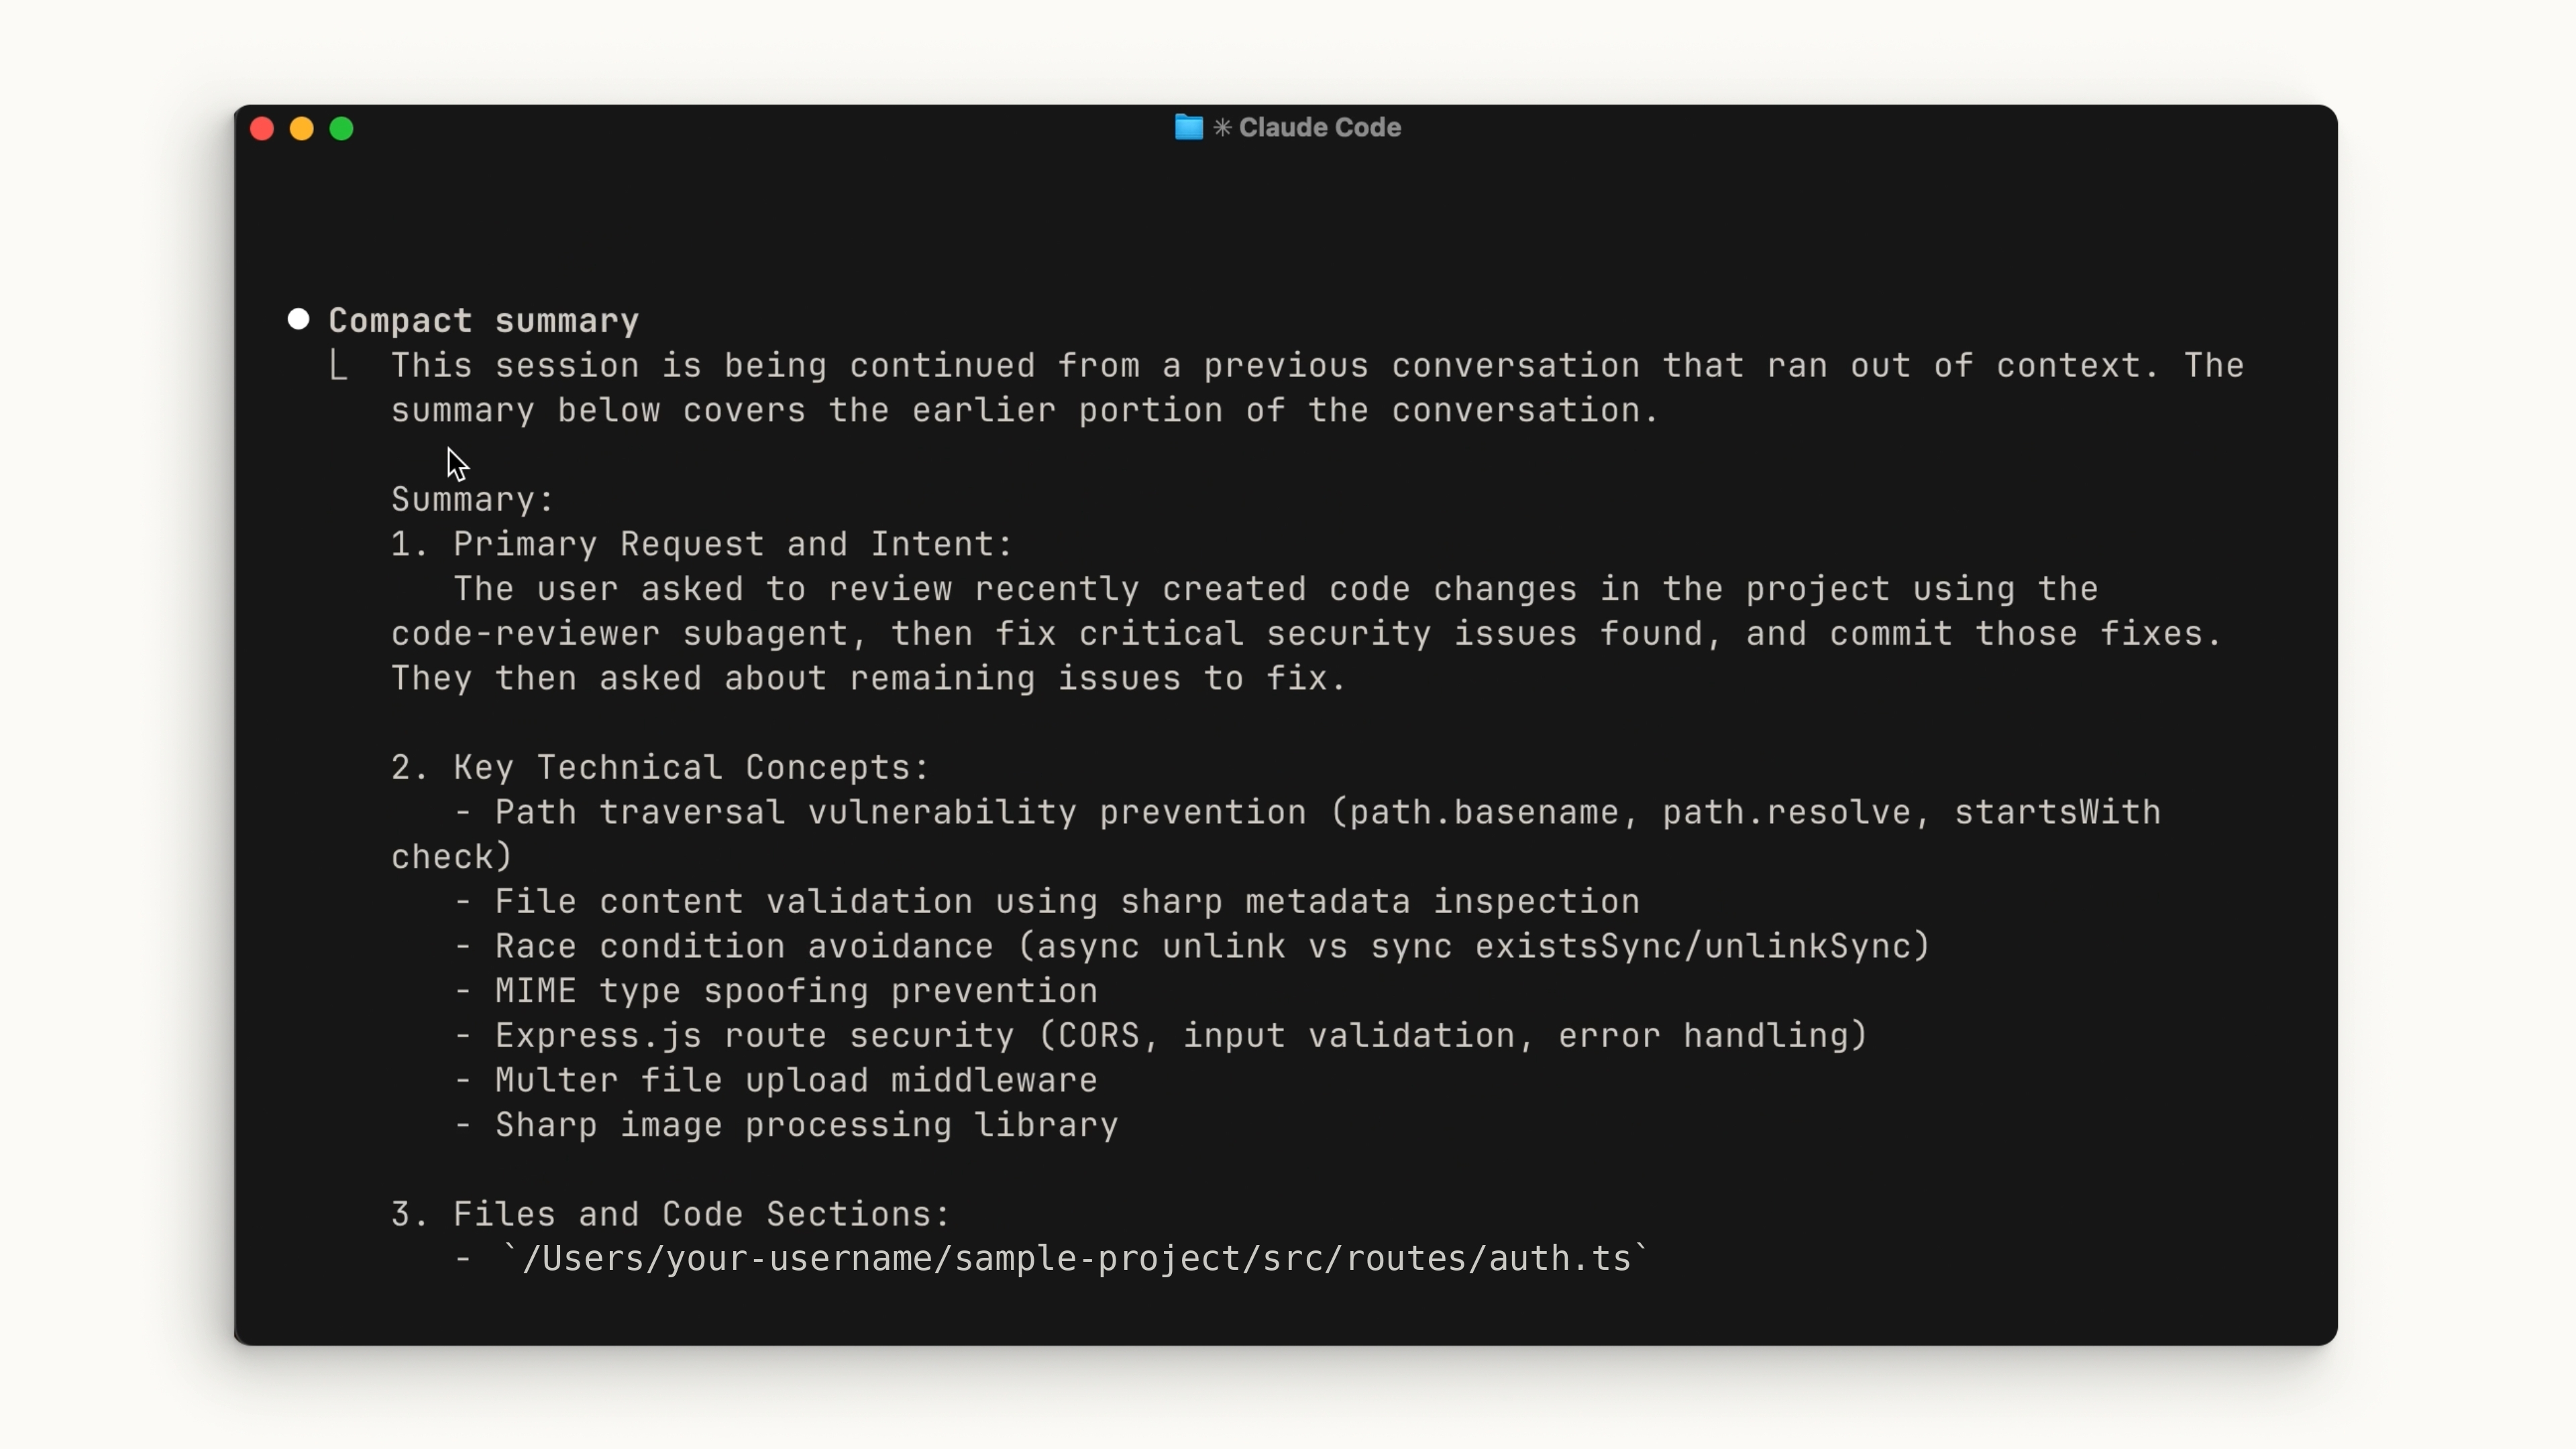 ✳ Claude Code
● Compact summary
⎿ This session is being continued from a previous conversation that ran out of context. The
summary below covers the earlier portion of the conversation.
Summary:
1. Primary Request and Intent:
The user asked to review recently created code changes in the project using the
code-reviewer subagent, then fix critical security issues found, and commit those fixes.
They then asked about remaining issues to fix.
2. Key Technical Concepts:
- Path traversal vulnerability prevention (path.basename, path.resolve, startsWith
check)
- File content validation using sharp metadata inspection
- Race condition avoidance (async unlink vs sync existsSync/unlinkSync)
- MIME type spoofing prevention
- Express.js route security (CORS, input validation, error handling)
- Multer file upload middleware
- Sharp image processing library
3. Files and Code Sections:
- `/Users/your-username/sample-project/src/routes/auth.ts`